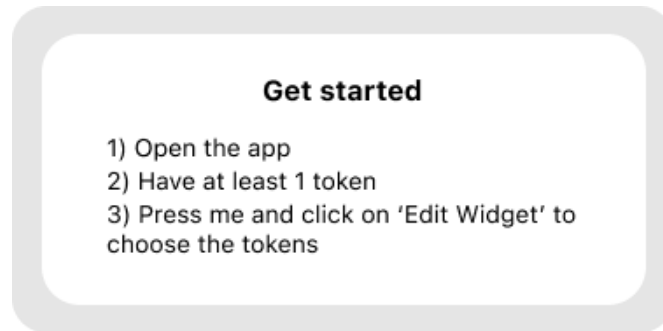 Get started
1) Open the app
2) Have at least 1 token
3) Press me and click on ‘Edit Widget’ to
choose the tokens